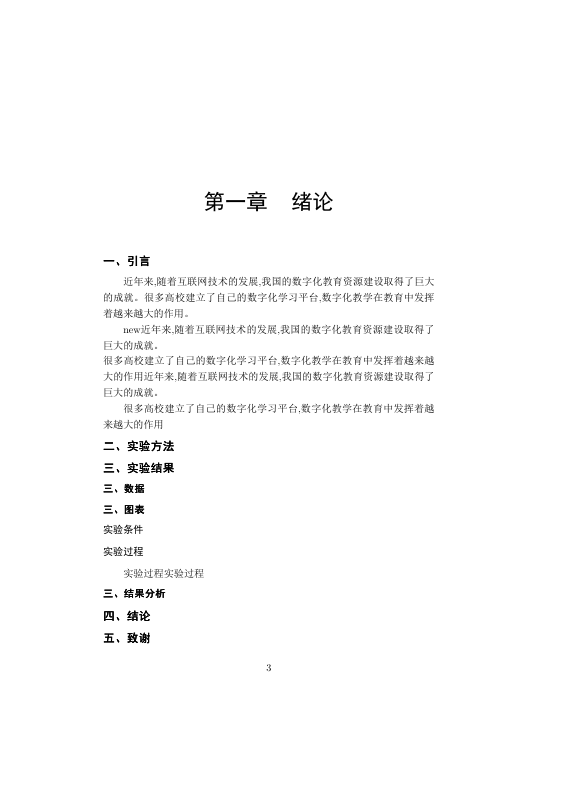 第一章 绪论
一、引言
近年来,随着互联网技术的发展,我国的数字化教育资源建设取得了巨大
的成就。很多高校建立了自己的数字化学习平台,数字化教学在教育中发挥
着越来越大的作用。
new近年来,随着互联网技术的发展,我国的数字化教育资源建设取得了
巨大的成就。
很多高校建立了自己的数字化学习平台,数字化教学在教育中发挥着越来越
大的作用近年来,随着互联网技术的发展,我国的数字化教育资源建设取得了
巨大的成就。
很多高校建立了自己的数字化学习平台,数字化教学在教育中发挥着越
来越大的作用
二、实验方法
三、实验结果
三、数据
三、图表
实验条件
实验过程
实验过程实验过程
三、结果分析
四、结论
五、致谢
3